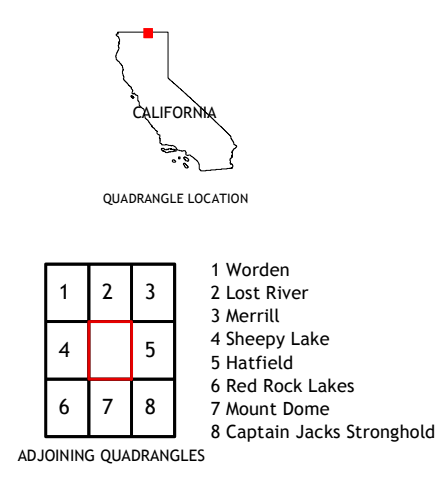 CALIFORNIA
QUADRANGLE LOCATION
1 2 3
4 5
6 7 8
ADJOINING QUADRANGLES
1 Worden
2 Lost River
3 Merrill
4 Sheepy Lake
5 Hatfield
6 Red Rock Lakes
7 Mount Dome
8 Captain Jacks Stronghold